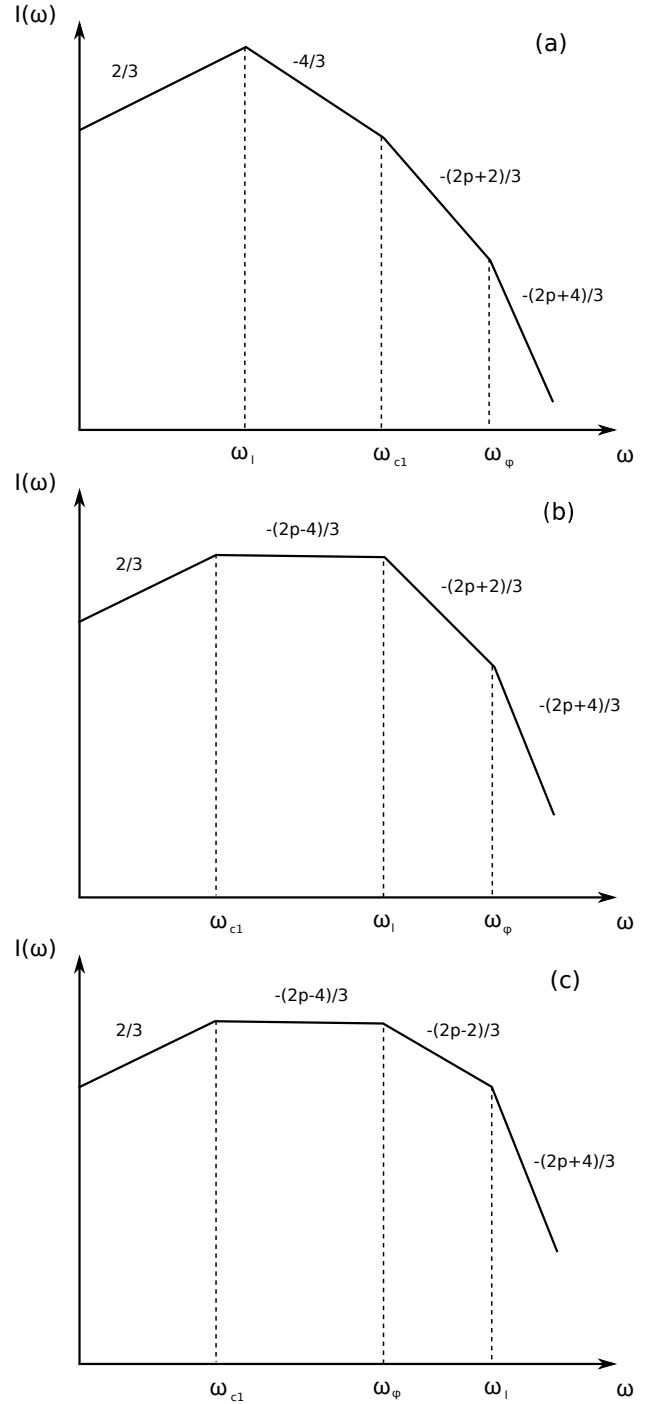 I(ω)
(a)
2/3
-4/3
-(2p+2)/3
-(2p+4)/3
ω_l ω_c1 ω_φ ω
I(ω)
(b)
-(2p-4)/3
2/3
-(2p+2)/3
-(2p+4)/3
ω_c1 ω_l ω_φ ω
I(ω)
(c)
-(2p-4)/3
2/3 -(2p-2)/3
-(2p+4)/3
ω_c1 ω_φ ω_l ω